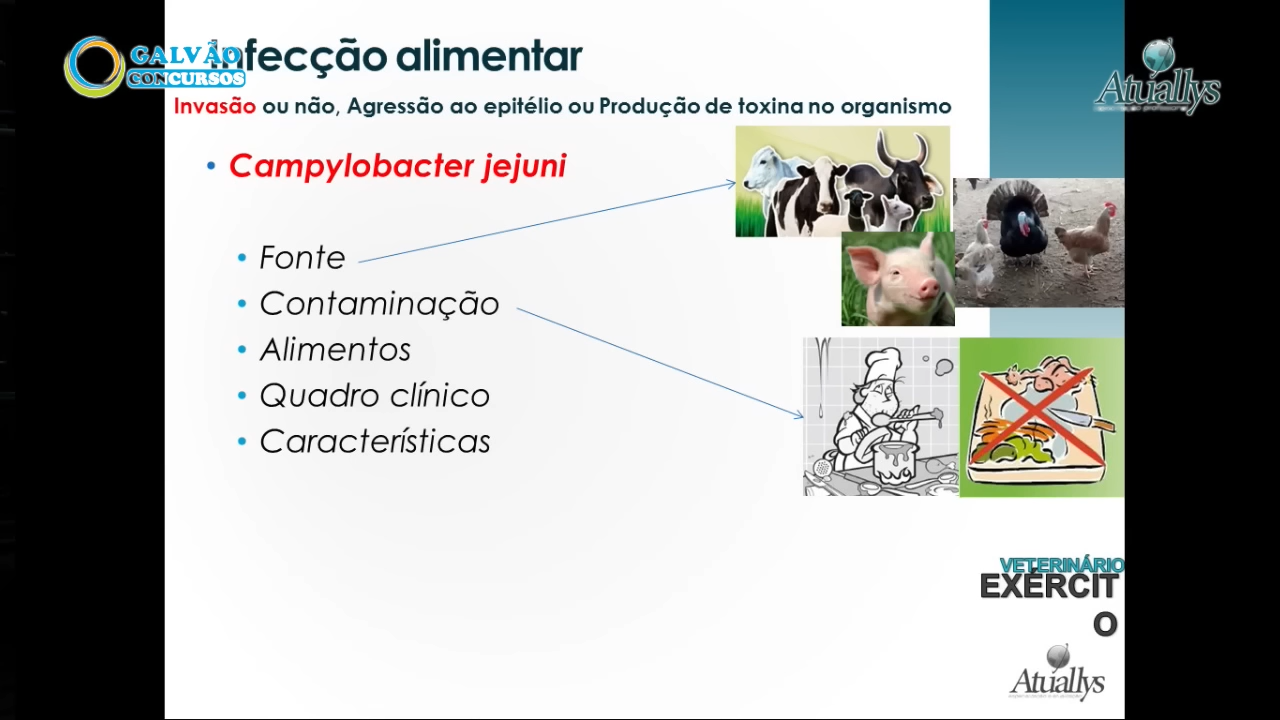 Infecção alimentar
GALVÃO
CONCURSOS
Atuallys
Invasão ou não, Agressão ao epitélio ou Produção de toxina no organismo
• Campylobacter jejuni
• Fonte
• Contaminação
• Alimentos
• Quadro clínico
• Características
VETERINÁRIO
EXÉRCIT
O
Atuallys